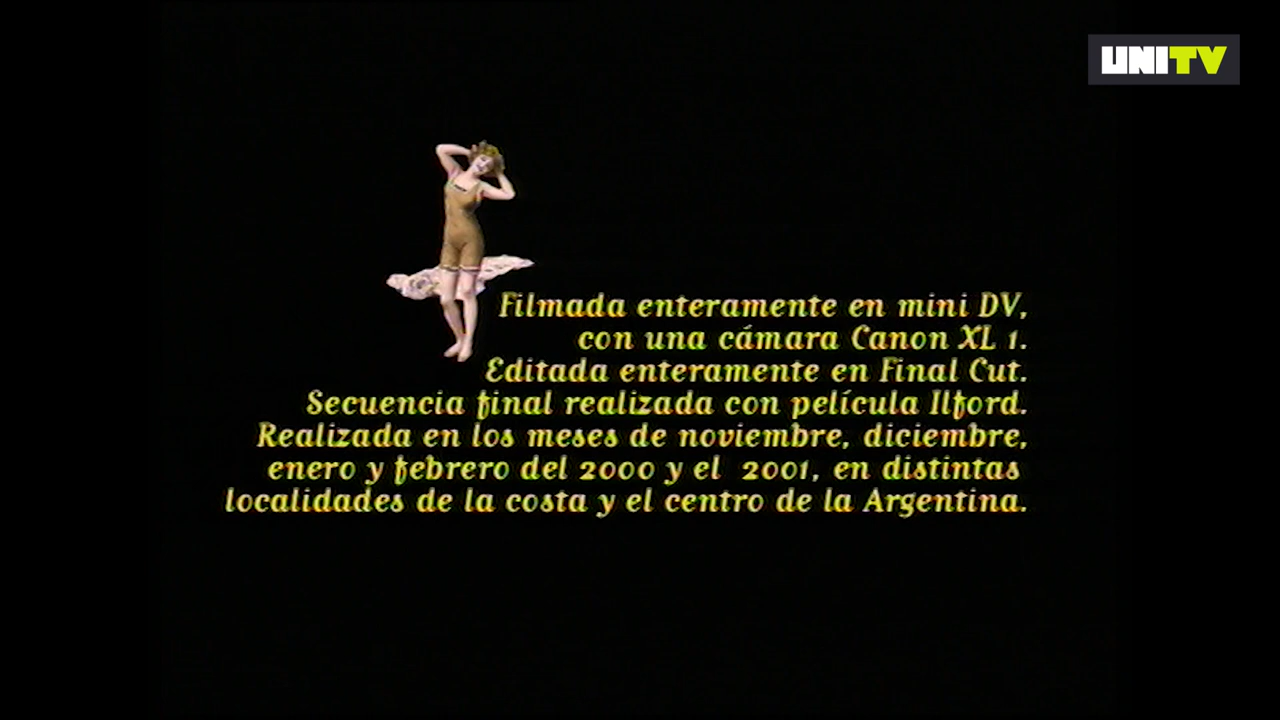 UNITV
Filmada enteramente en mini DV,
con una cámara Canon XL 1.
Editada enteramente en Final Cut.
Secuencia final realizada con película Ilford.
Realizada en los meses de noviembre, diciembre,
enero y febrero del 2000 y el 2001, en distintas
localidades de la costa y el centro de la Argentina.